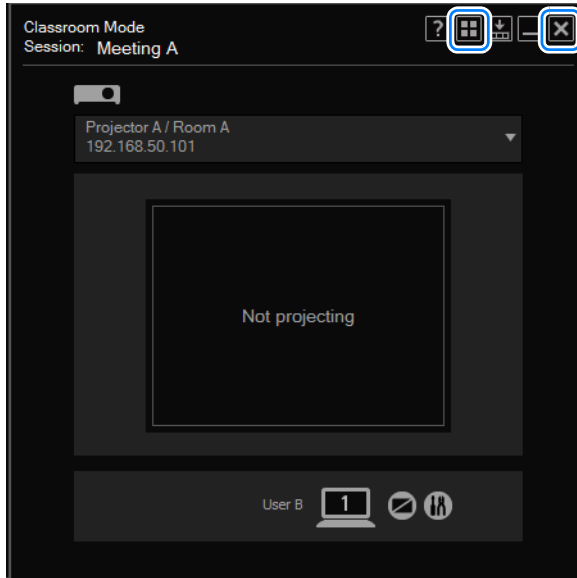 Classroom Mode
Session: Meeting A
?
Projector A / Room A
192.168.50.101
Not projecting
User B 1